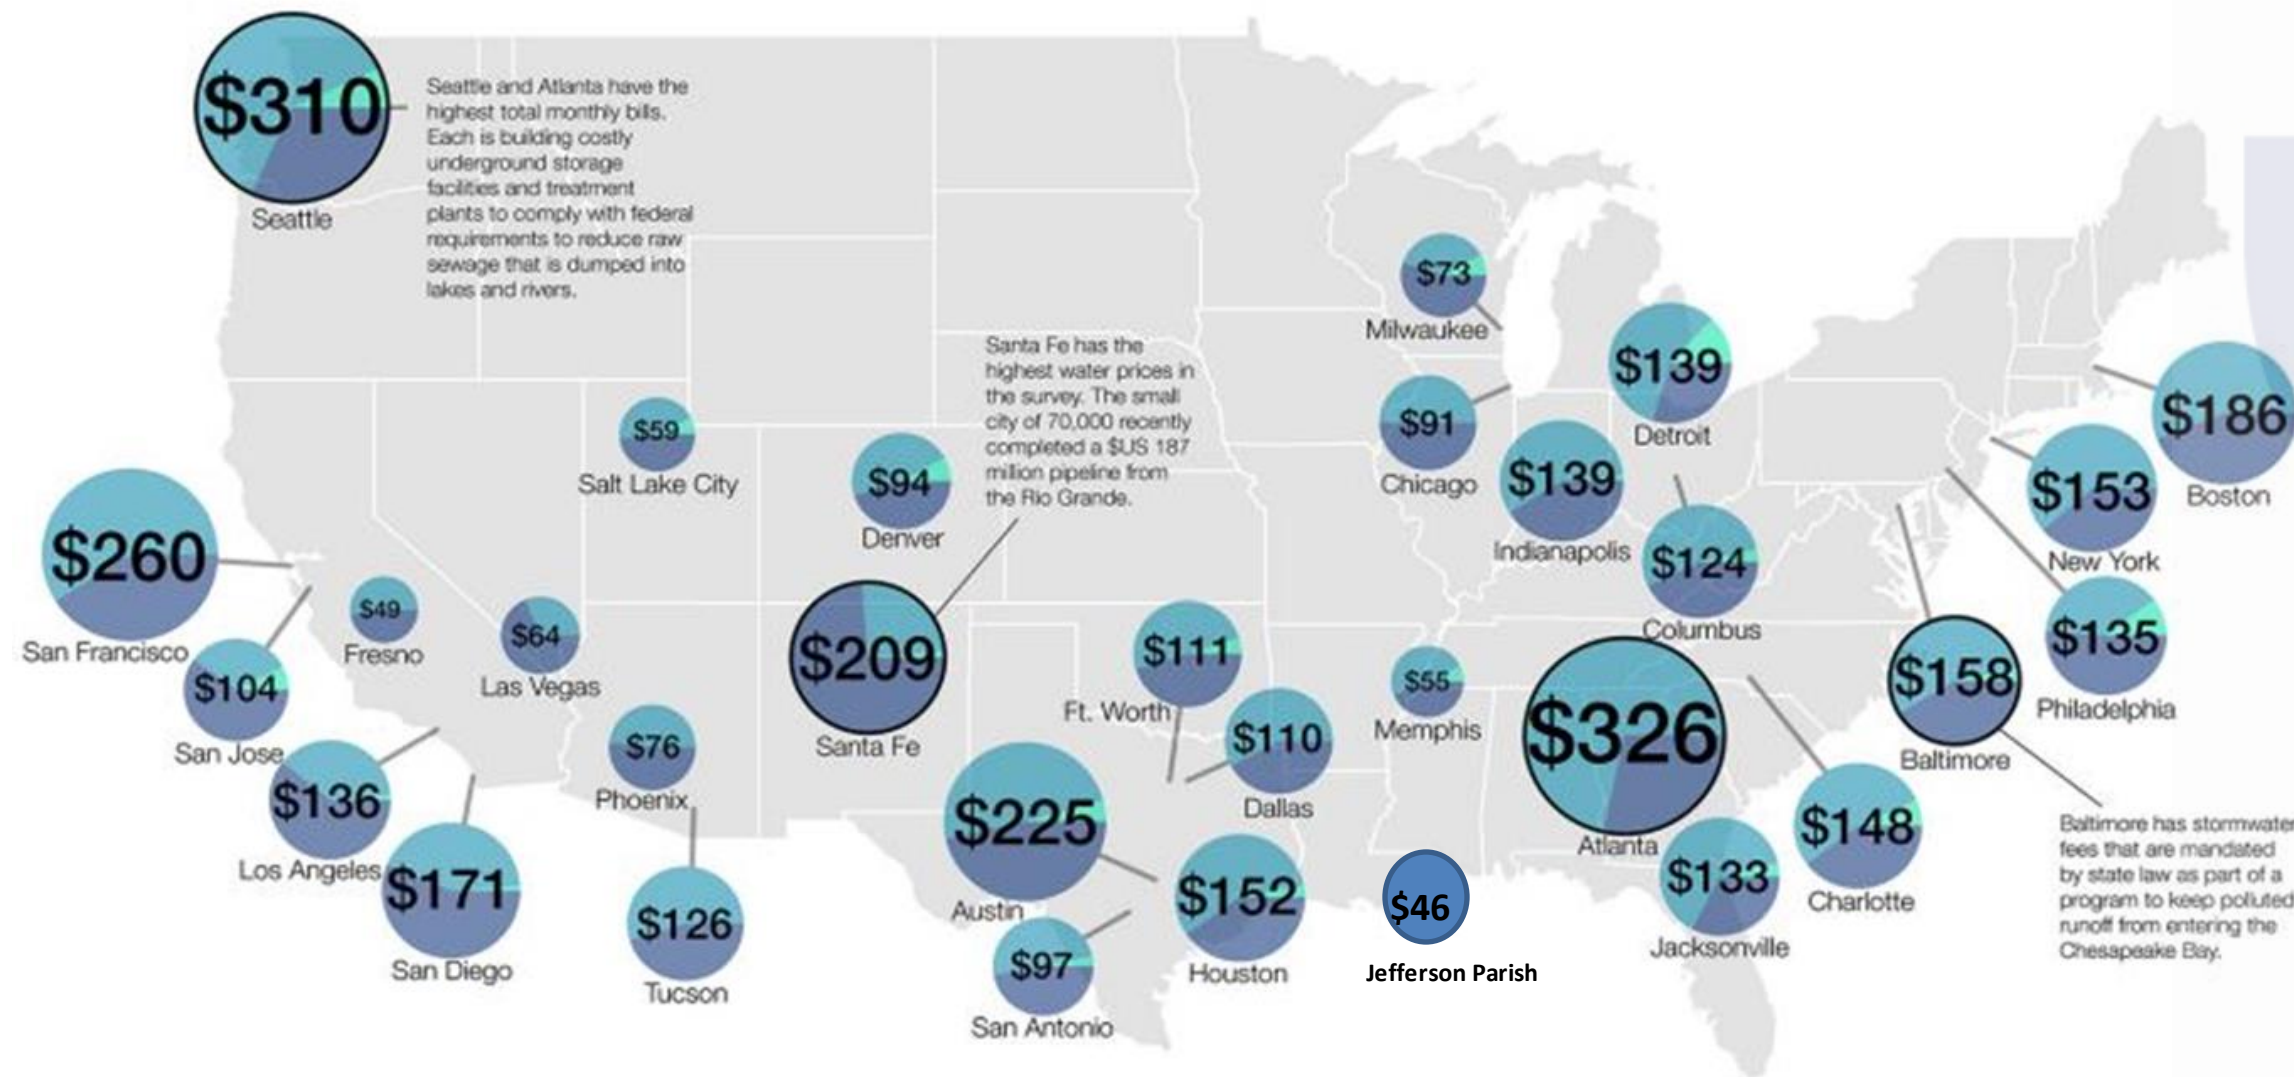 $310
Seattle
Seattle and Atlanta have the
highest total monthly bills.
Each is building costly
underground storage
facilities and treatment
plants to comply with federal
requirements to reduce raw
sewage that is dumped into
lakes and rivers.
$73
Milwaukee
$139
Detroit
Santa Fe has the
highest water prices in
the survey. The small
city of 70,000 recently
completed a $US 187
million pipeline from
the Rio Grande.
$59
Salt Lake City
$94
Denver
$91
Chicago
$139
Indianapolis
$186
Boston
$153
New York
$124
Columbus
$260
San Francisco
$49
Fresno
$64
Las Vegas
$104
San Jose
$209
Santa Fe
$111
Ft. Worth
$55
Memphis
$158
Baltimore
$135
Philadelphia
$136
Los Angeles
$76
Phoenix
$110
Dallas
$326
Atlanta
$171
San Diego
$126
Tucson
$225
Austin
$152
Houston
$97
San Antonio
$46
Jefferson Parish
$133
Jacksonville
$148
Charlotte
Baltimore has stormwater
fees that are mandated
by state law as part of a
program to keep polluted
runoff from entering the
Chesapeake Bay.